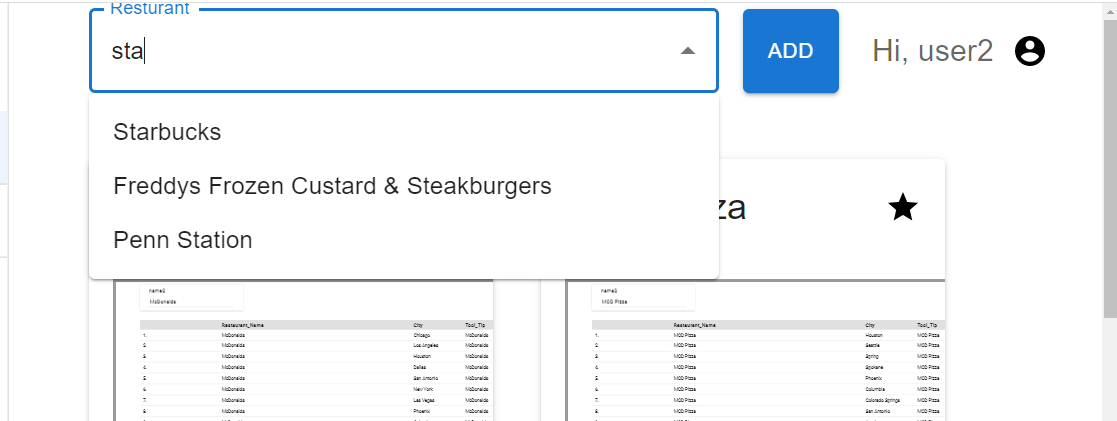 Resturant
sta
ADD
Hi, user2
Starbucks
Freddys Frozen Custard & Steakburgers
Penn Station
za
name1
McDonalds
Restaurant_Name City Tool_Tip
1. McDonalds Chicago McDonalds
2. McDonalds Los Angeles McDonalds
3. McDonalds Houston McDonalds
4. McDonalds Dallas McDonalds
5. McDonalds San Antonio McDonalds
6. McDonalds New York McDonalds
7. McDonalds Las Vegas McDonalds
8. McDonalds Phoenix McDonalds
name1
MOD Pizza
Restaurant_Name City Tool_Tip
1. MOD Pizza Houston MOD Pizza
2. MOD Pizza Seattle MOD Pizza
3. MOD Pizza Spring MOD Pizza
4. MOD Pizza Spokane MOD Pizza
5. MOD Pizza Phoenix MOD Pizza
6. MOD Pizza Columbia MOD Pizza
7. MOD Pizza Colorado Springs MOD Pizza
8. MOD Pizza San Antonio MOD Pizza